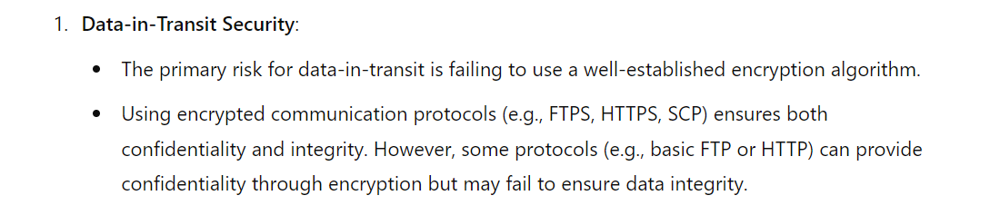 1. Data-in-Transit Security:
• The primary risk for data-in-transit is failing to use a well-established encryption algorithm.
• Using encrypted communication protocols (e.g., FTPS, HTTPS, SCP) ensures both
confidentiality and integrity. However, some protocols (e.g., basic FTP or HTTP) can provide
confidentiality through encryption but may fail to ensure data integrity.